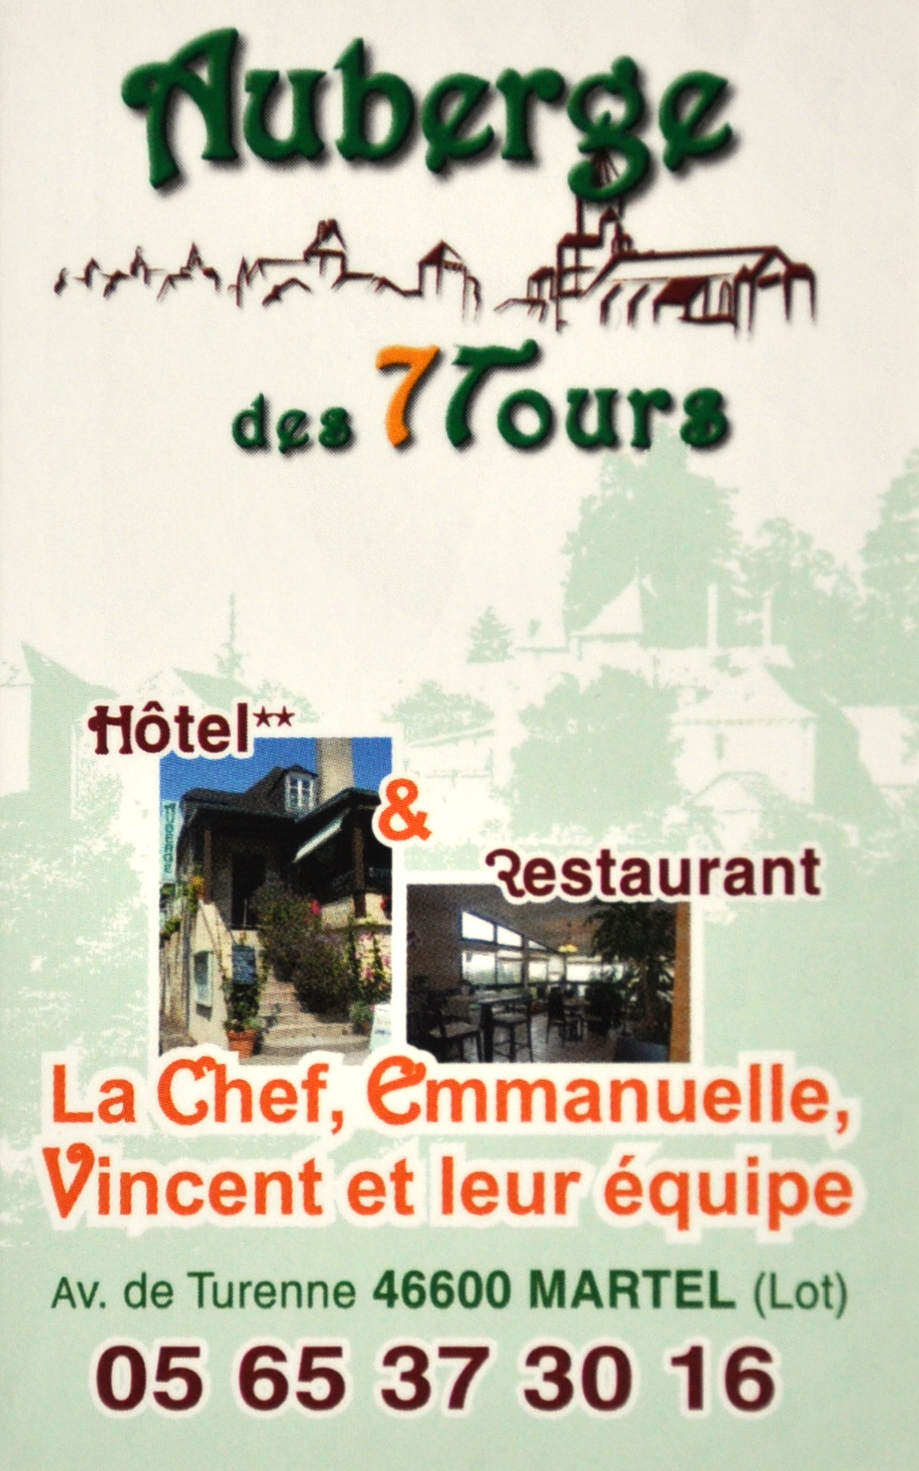 Auberge
des 7 Tours
Hôtel**
&
AUBERGE
Restaurant
La Chef, Emmanuelle,
Vincent et leur équipe
Av. de Turenne 46600 MARTEL (Lot)
05 65 37 30 16